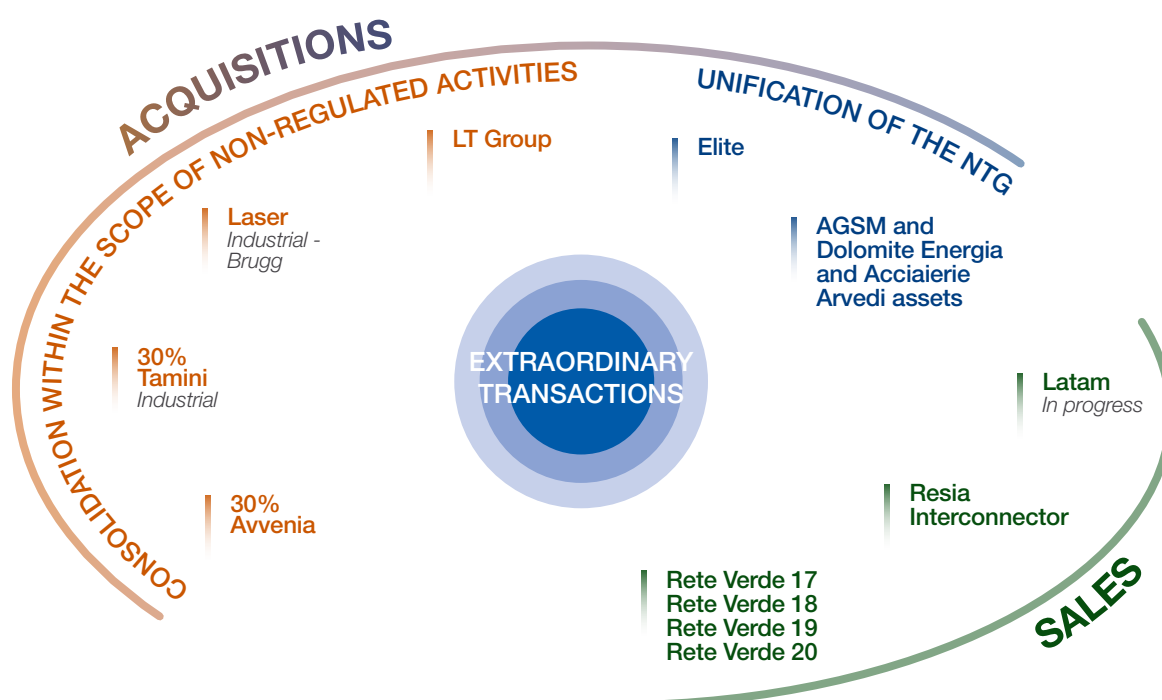 ACQUISITIONS
CONSOLIDATION WITHIN THE SCOPE OF NON-REGULATED ACTIVITIES
UNIFICATION OF THE NTG
LT Group
Elite
Laser
Industrial -
Brugg
AGSM and
Dolomite Energia
and Acciaierie
Arvedi assets
30%
Tamini
Industrial
EXTRAORDINARY
TRANSACTIONS
Latam
In progress
30%
Avvenia
Resia
Interconnector
Rete Verde 17
Rete Verde 18
Rete Verde 19
Rete Verde 20
SALES